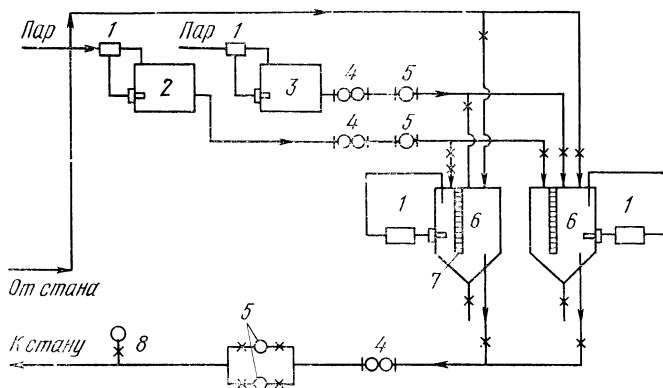 Пар 1 Пар 1
2 3 4 5
4 5
1 6 6 1
7
От стана
К стану 8 5 4